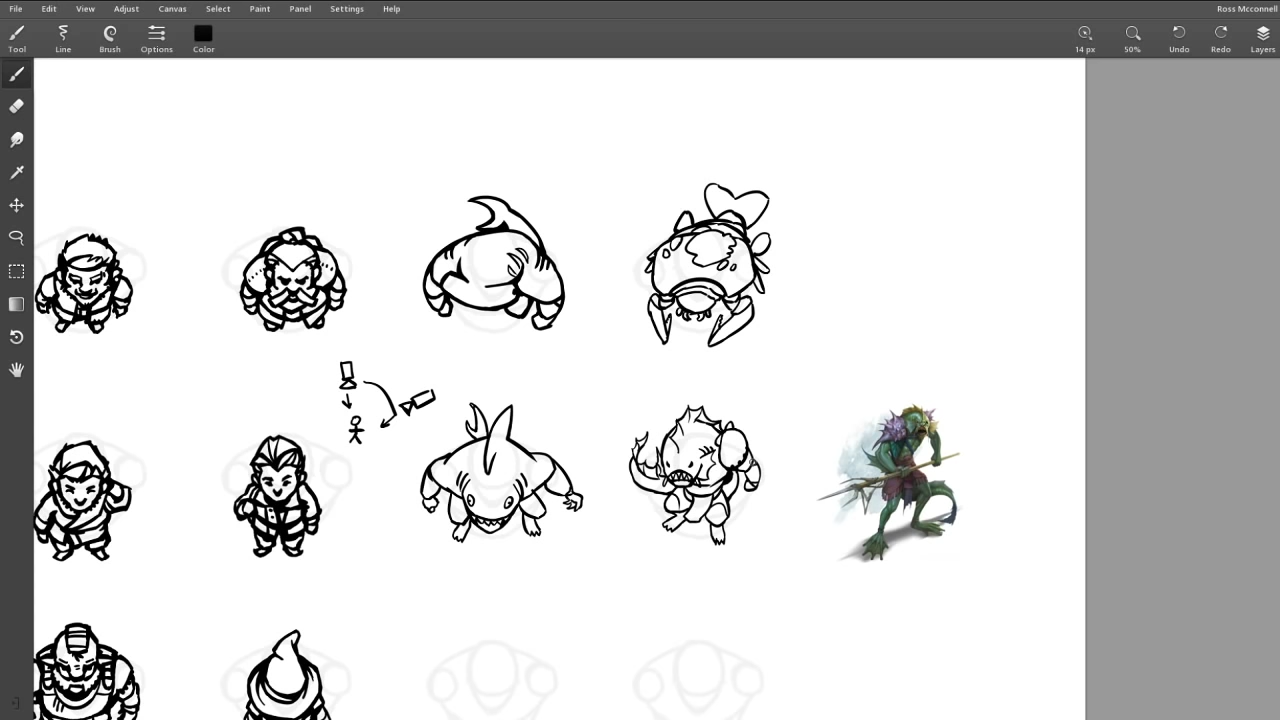 File Edit View Adjust Canvas Select Paint Panel Settings Help Ross Mcconnell
Tool Line Brush Options Color 14 px 50% Undo Redo Layers